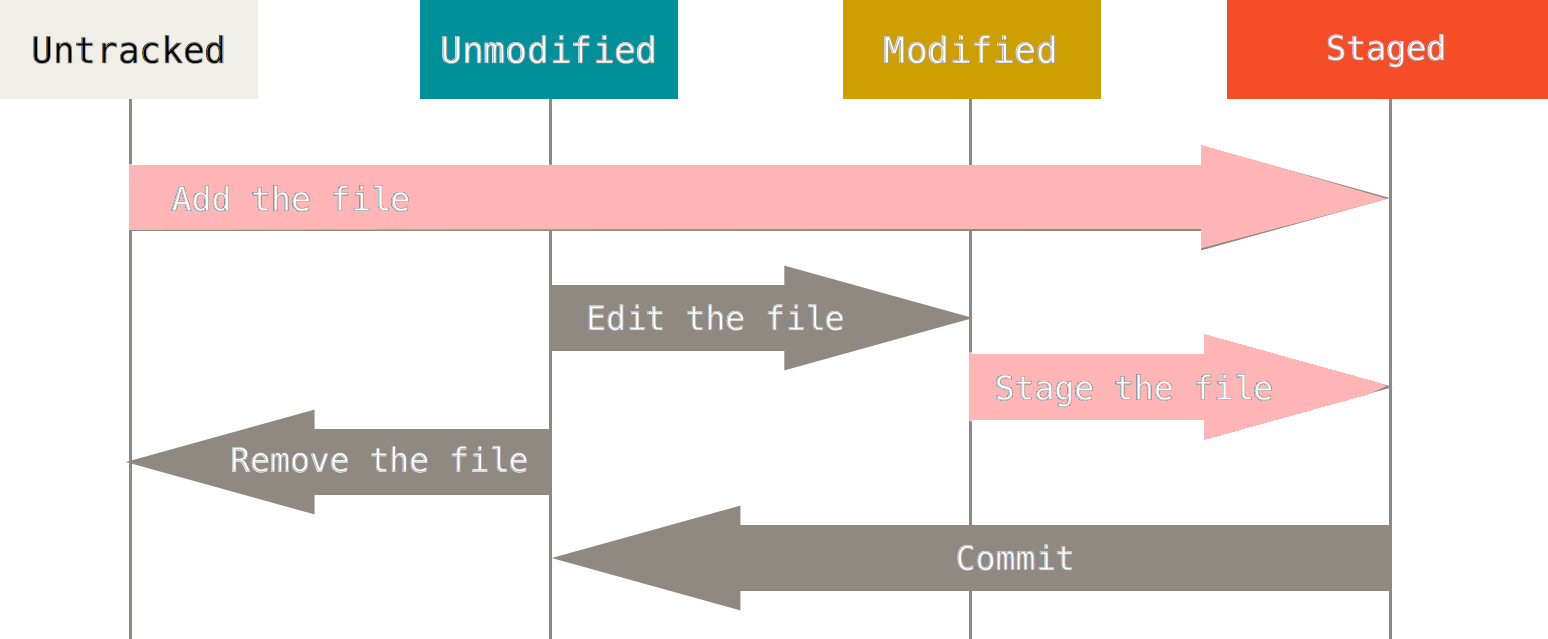 Untracked
Unmodified
Modified
Staged
Add the file
Edit the file
Stage the file
Remove the file
Commit